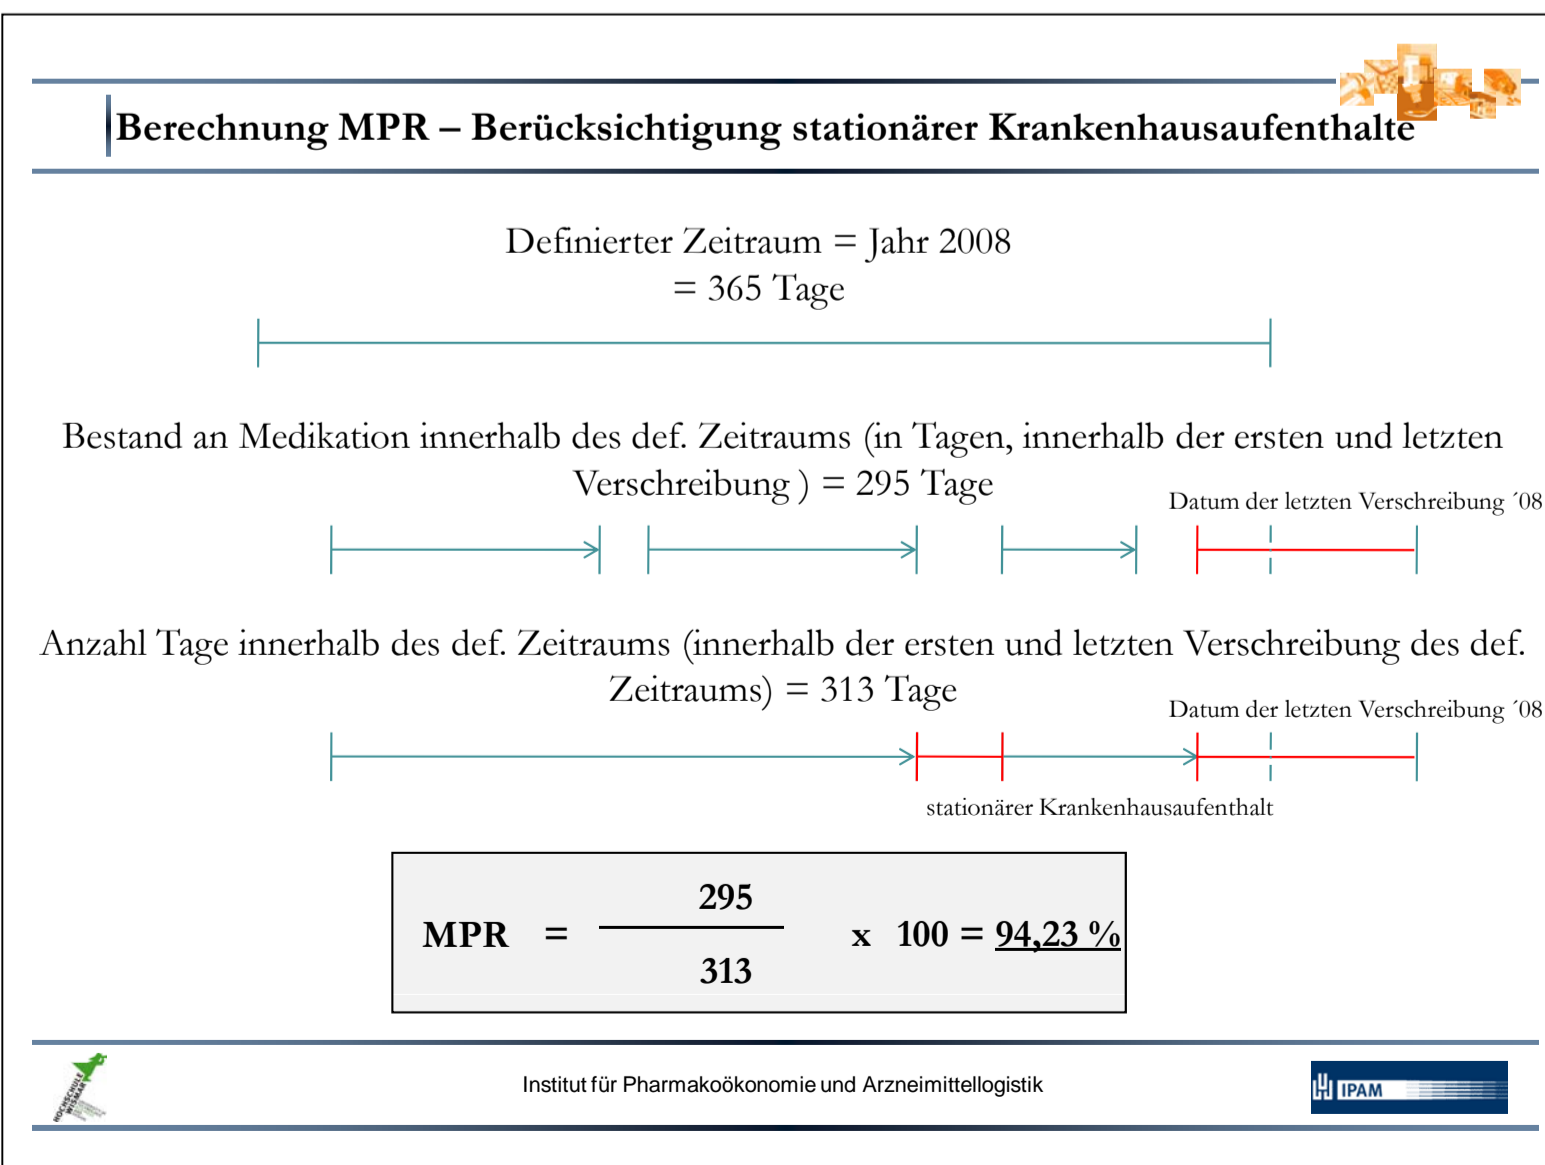 Berechnung MPR – Berücksichtigung stationärer Krankenhausaufenthalte
Definierter Zeitraum = Jahr 2008
= 365 Tage
Bestand an Medikation innerhalb des def. Zeitraums (in Tagen, innerhalb der ersten und letzten
Verschreibung ) = 295 Tage
Datum der letzten Verschreibung ´08
Anzahl Tage innerhalb des def. Zeitraums (innerhalb der ersten und letzten Verschreibung des def.
Zeitraums) = 313 Tage
Datum der letzten Verschreibung ´08
stationärer Krankenhausaufenthalt
295
MPR = x 100 = 94,23 %
313
HOCHSCHULE
WISMAR
Institut für Pharmakoökonomie und Arzneimittellogistik
IPAM